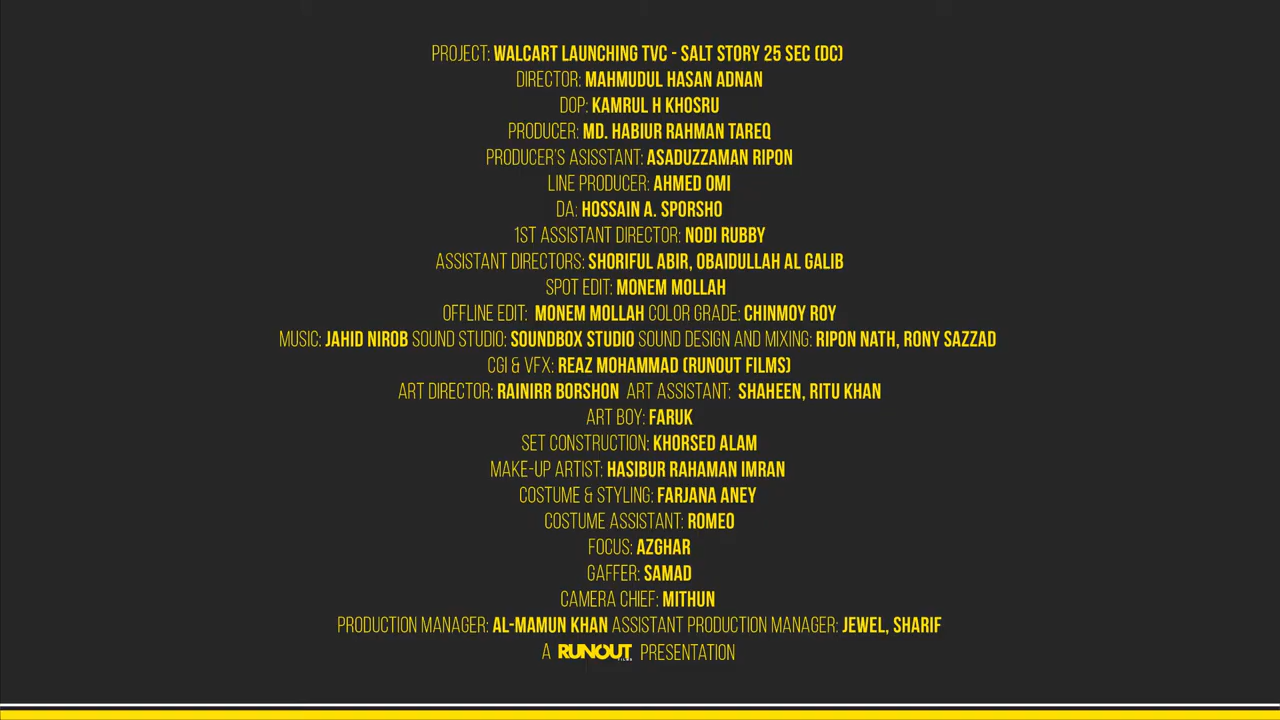 PROJECT: WALCART LAUNCHING TVC - SALT STORY 25 SEC (DC)
DIRECTOR: MAHMUDUL HASAN ADNAN
DOP: KAMRUL H KHOSRU
PRODUCER: MD. HABIUR RAHMAN TAREQ
PRODUCER'S ASISSTANT: ASADUZZAMAN RIPON
LINE PRODUCER: AHMED OMI
DA: HOSSAIN A. SPORSHO
1ST ASSISTANT DIRECTOR: NODI RUBBY
ASSISTANT DIRECTORS: SHORIFUL ABIR, OBAIDULLAH AL GALIB
SPOT EDIT: MONEM MOLLAH
OFFLINE EDIT: MONEM MOLLAH COLOR GRADE: CHINMOY ROY
MUSIC: JAHID NIROB SOUND STUDIO: SOUNDBOX STUDIO SOUND DESIGN AND MIXING: RIPON NATH, RONY SAZZAD
CGI & VFX: REAZ MOHAMMAD (RUNOUT FILMS)
ART DIRECTOR: RAINIRR BORSHON ART ASSISTANT: SHAHEEN, RITU KHAN
ART BOY: FARUK
SET CONSTRUCTION: KHORSED ALAM
MAKE-UP ARTIST: HASIBUR RAHAMAN IMRAN
COSTUME & STYLING: FARJANA ANEY
COSTUME ASSISTANT: ROMEO
FOCUS: AZGHAR
GAFFER: SAMAD
CAMERA CHIEF: MITHUN
PRODUCTION MANAGER: AL-MAMUN KHAN ASSISTANT PRODUCTION MANAGER: JEWEL, SHARIF
A RUNOUT PRESENTATION